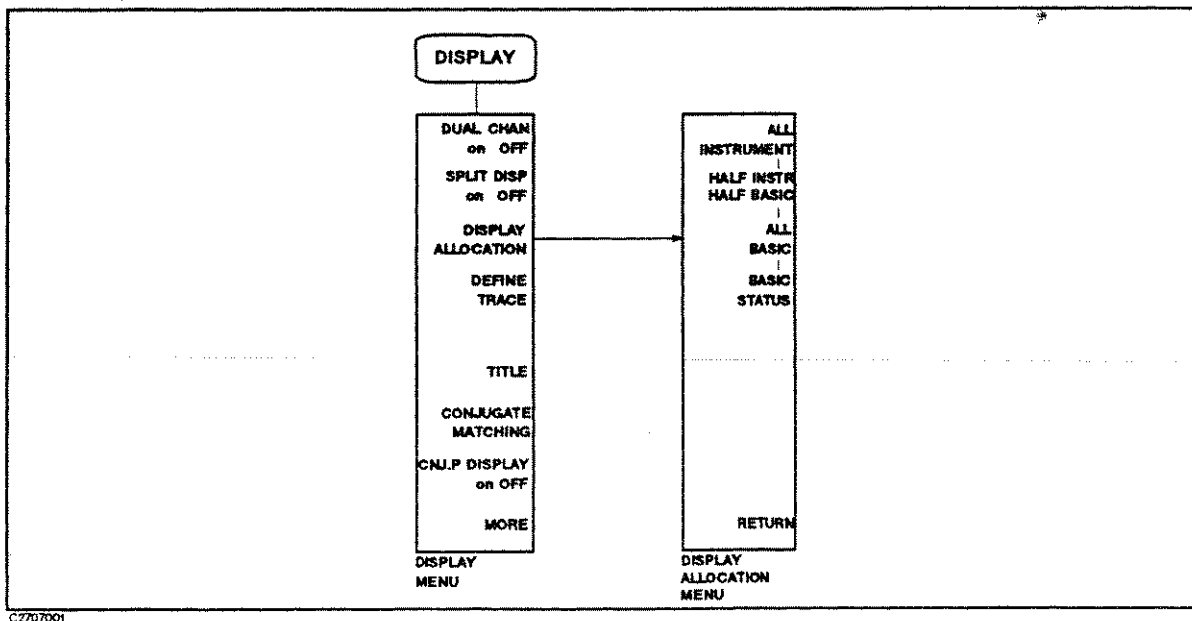 DISPLAY
DUAL CHAN
on OFF
SPLIT DISP
on OFF
DISPLAY
ALLOCATION
DEFINE
TRACE
TITLE
CONJUGATE
MATCHING
CNJ.P DISPLAY
on OFF
MORE
DISPLAY
MENU
ALL
INSTRUMENT
HALF INSTR
HALF BASIC
ALL
BASIC
BASIC
STATUS
RETURN
DISPLAY
ALLOCATION
MENU
C2707001